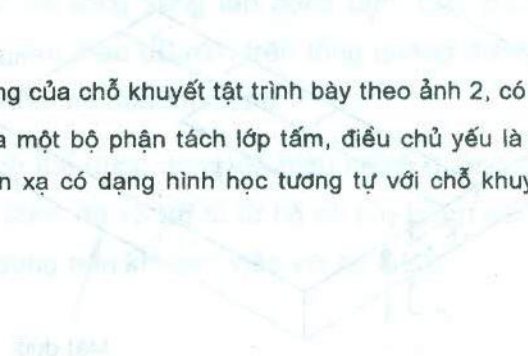 ng của chỗ khuyết tật trình bày theo ảnh 2, có
a một bộ phận tách lớp tấm, điều chủ yếu là
n xạ có dạng hình học tương tự với chỗ khuy